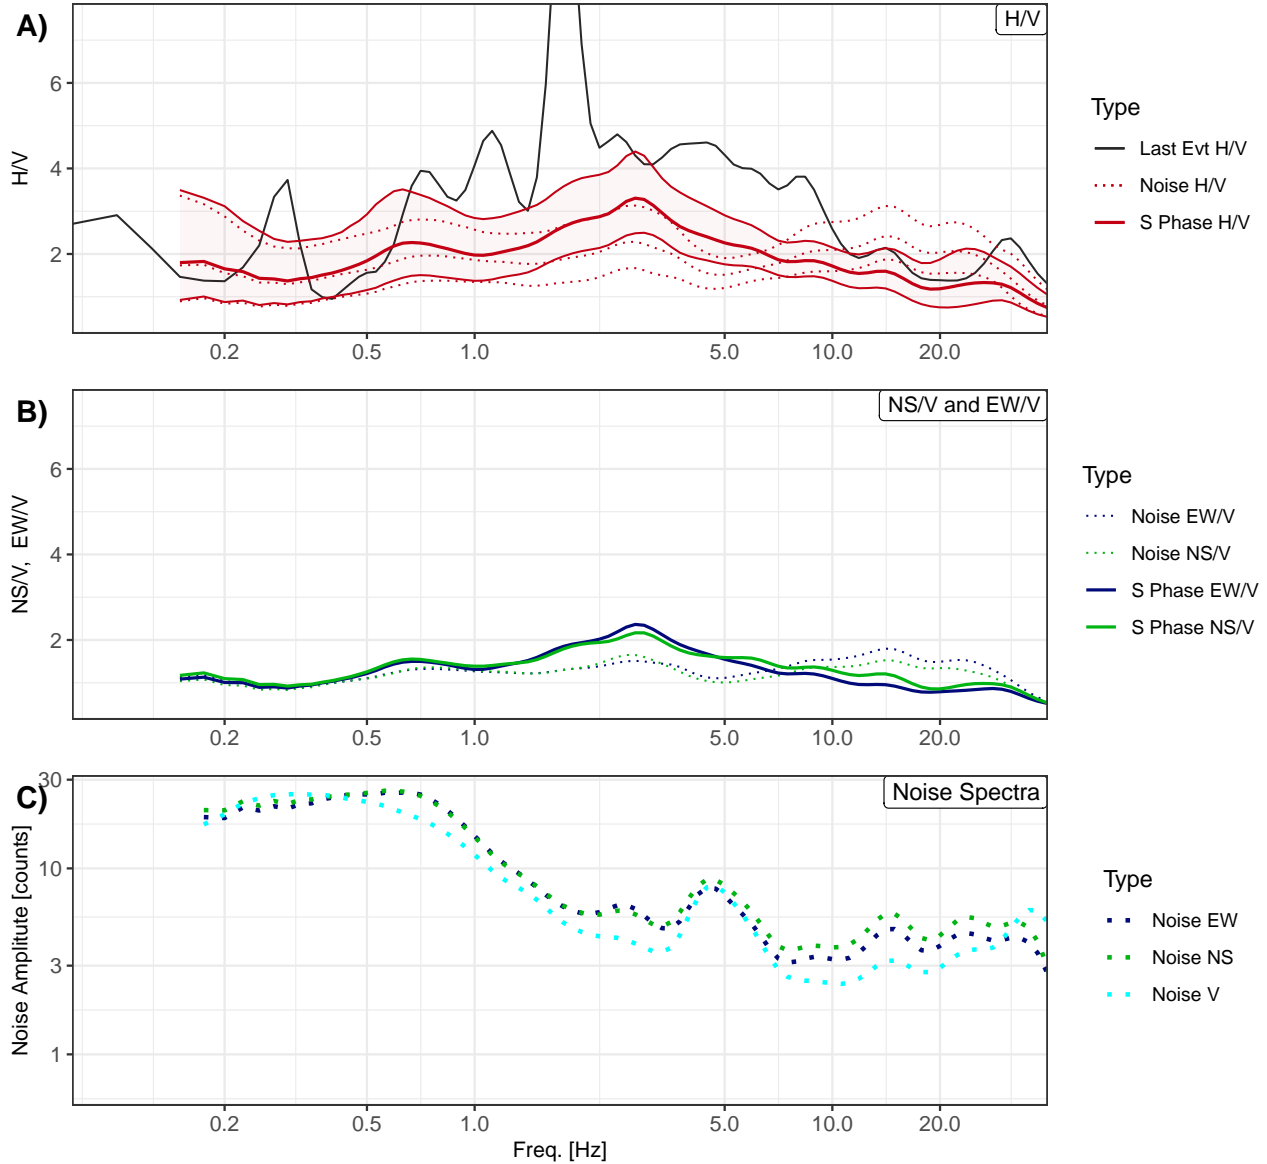 A)
H/V
H/V
6
4
2
0.2 0.5 1.0 5.0 10.0 20.0
Type
Last Evt H/V
Noise H/V
S Phase H/V
B)
NS/V and EW/V
NS/V, EW/V
6
4
2
0.2 0.5 1.0 5.0 10.0 20.0
Type
Noise EW/V
Noise NS/V
S Phase EW/V
S Phase NS/V
C)
Noise Spectra
Noise Amplitude [counts]
30
10
3
1
0.2 0.5 1.0 5.0 10.0 20.0
Freq. [Hz]
Type
Noise EW
Noise NS
Noise V